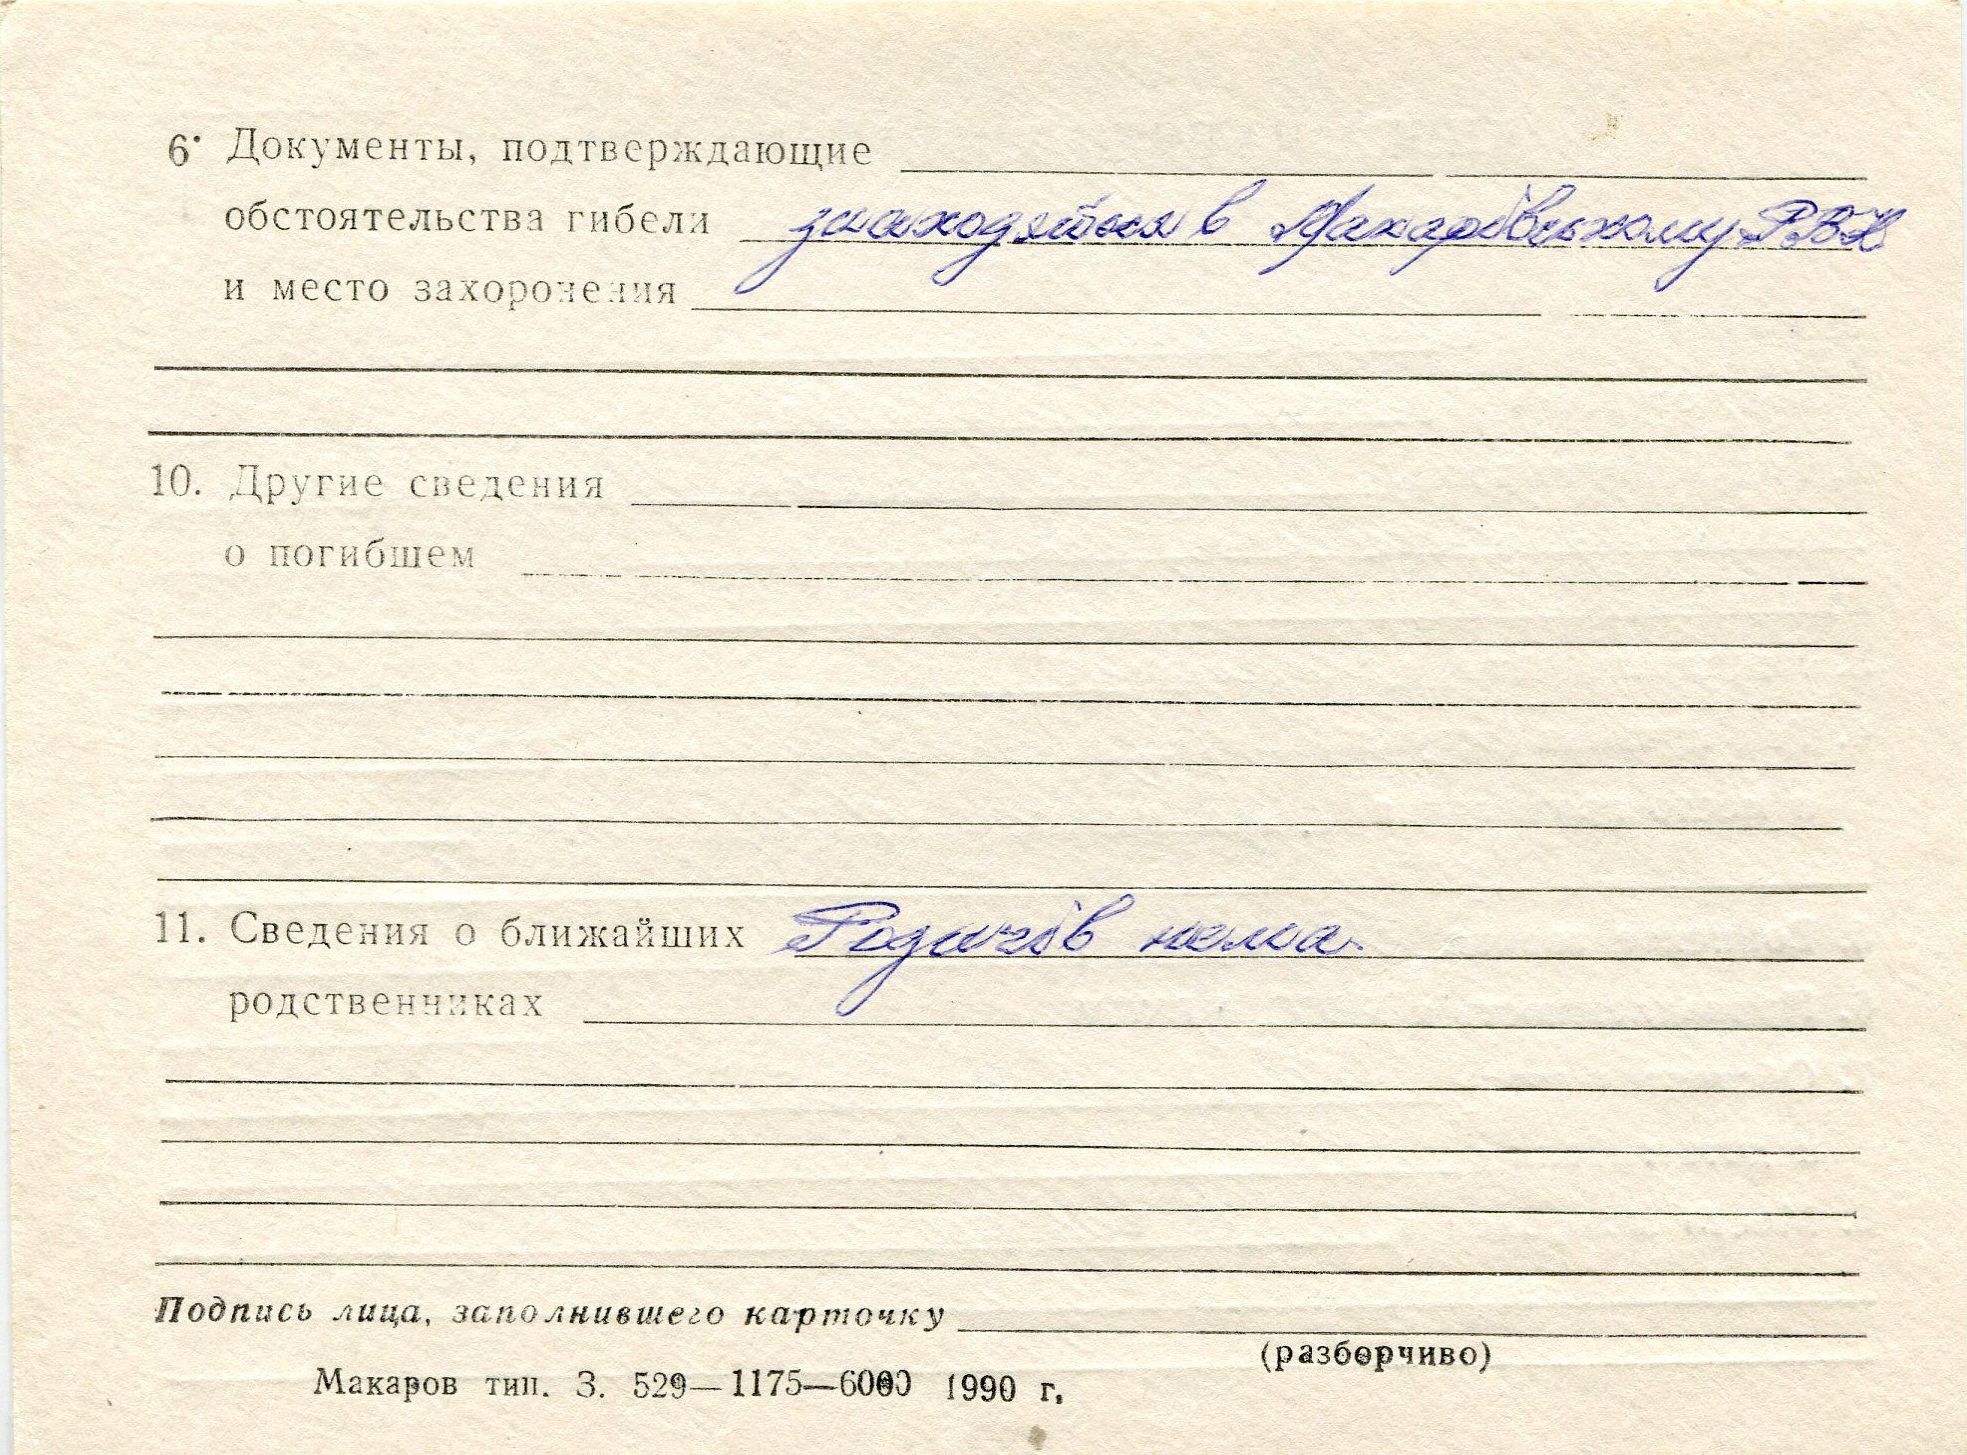 6. Документы, подтверждающие
обстоятельства гибели знаходяться в Макарівському РВК
и место захоронения
10. Другие сведения
о погибшем
11. Сведения о ближайших Родичів нема.
родственниках
Подпись лица, заполнившего карточку
(разборчиво)
Макаров тип. З. 529—1175—6000 1990 г.